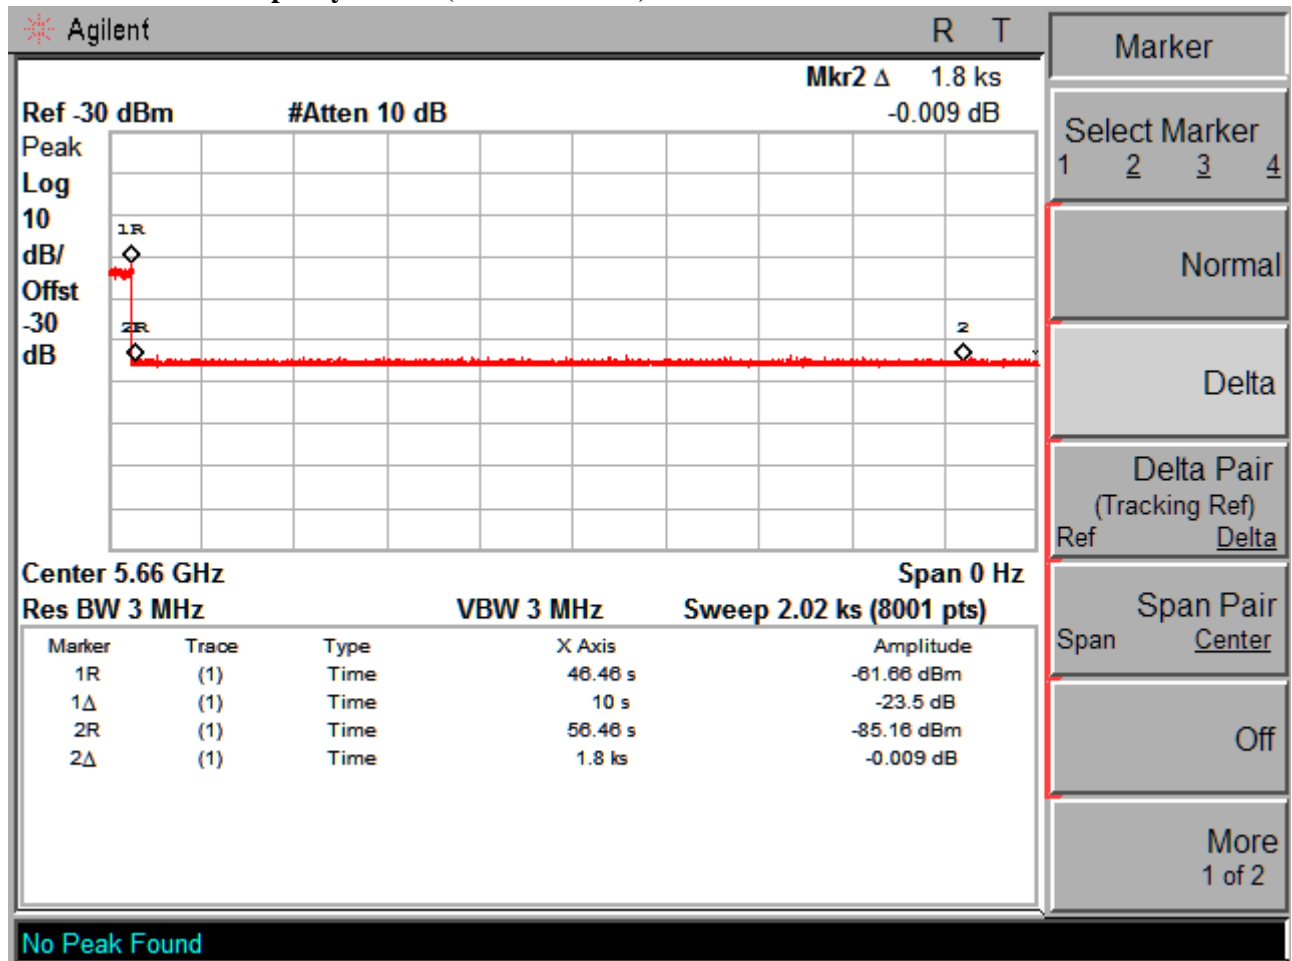 Agilent R T
Mkr2 Δ 1.8 ks
Ref -30 dBm #Atten 10 dB -0.009 dB
Peak
Log
10
dB/
Offst
-30
dB
1R
2R
2
Center 5.66 GHz Span 0 Hz
Res BW 3 MHz VBW 3 MHz Sweep 2.02 ks (8001 pts)
Marker Trace Type X Axis Amplitude
1R (1) Time 46.46 s -61.66 dBm
1Δ (1) Time 10 s -23.5 dB
2R (1) Time 56.46 s -85.16 dBm
2Δ (1) Time 1.8 ks -0.009 dB
No Peak Found
Marker
Select Marker
1 2 3 4
Normal
Delta
Delta Pair
(Tracking Ref)
Ref Delta
Span Pair
Span Center
Off
More
1 of 2